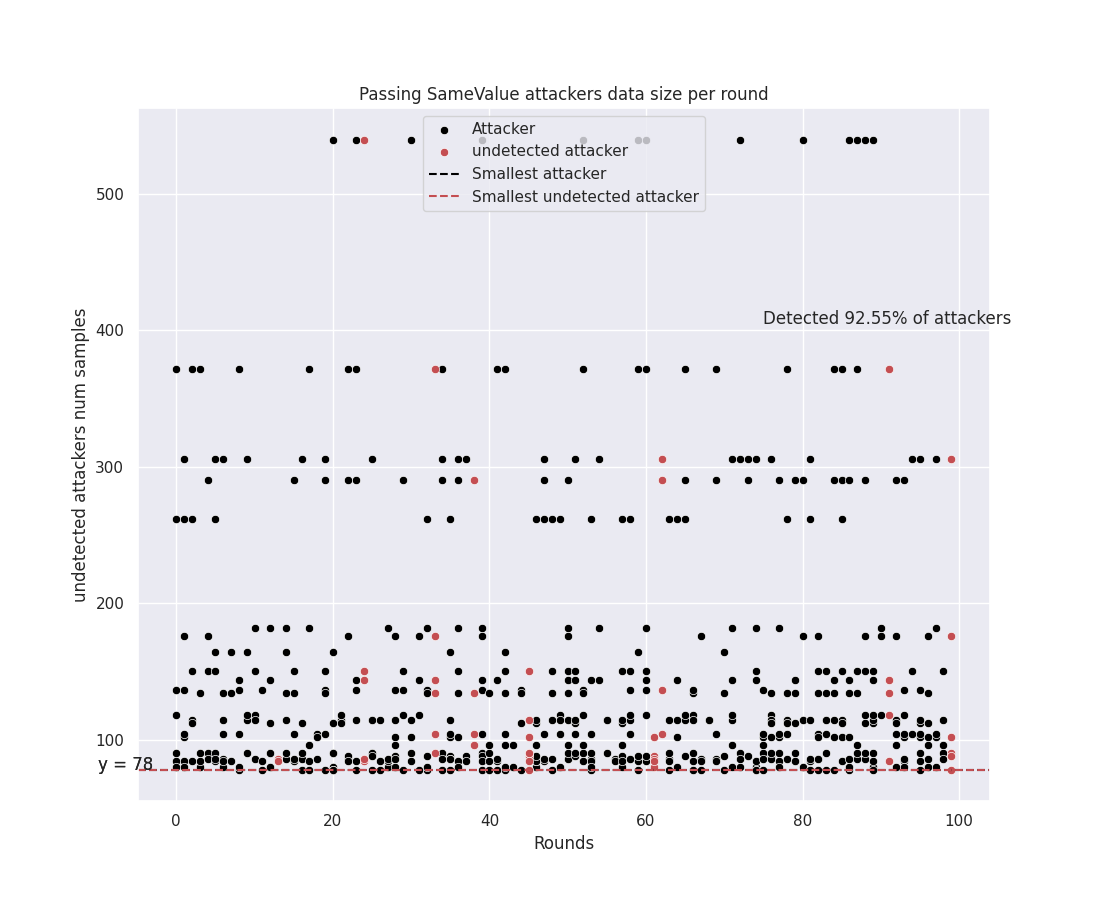 Passing SameValue attackers data size per round
Attacker
undetected attacker
Smallest attacker
Smallest undetected attacker
500
400
300
200
100
Detected 92.55% of attackers
y = 78
undetected attackers num samples
0 20 40 60 80 100
Rounds